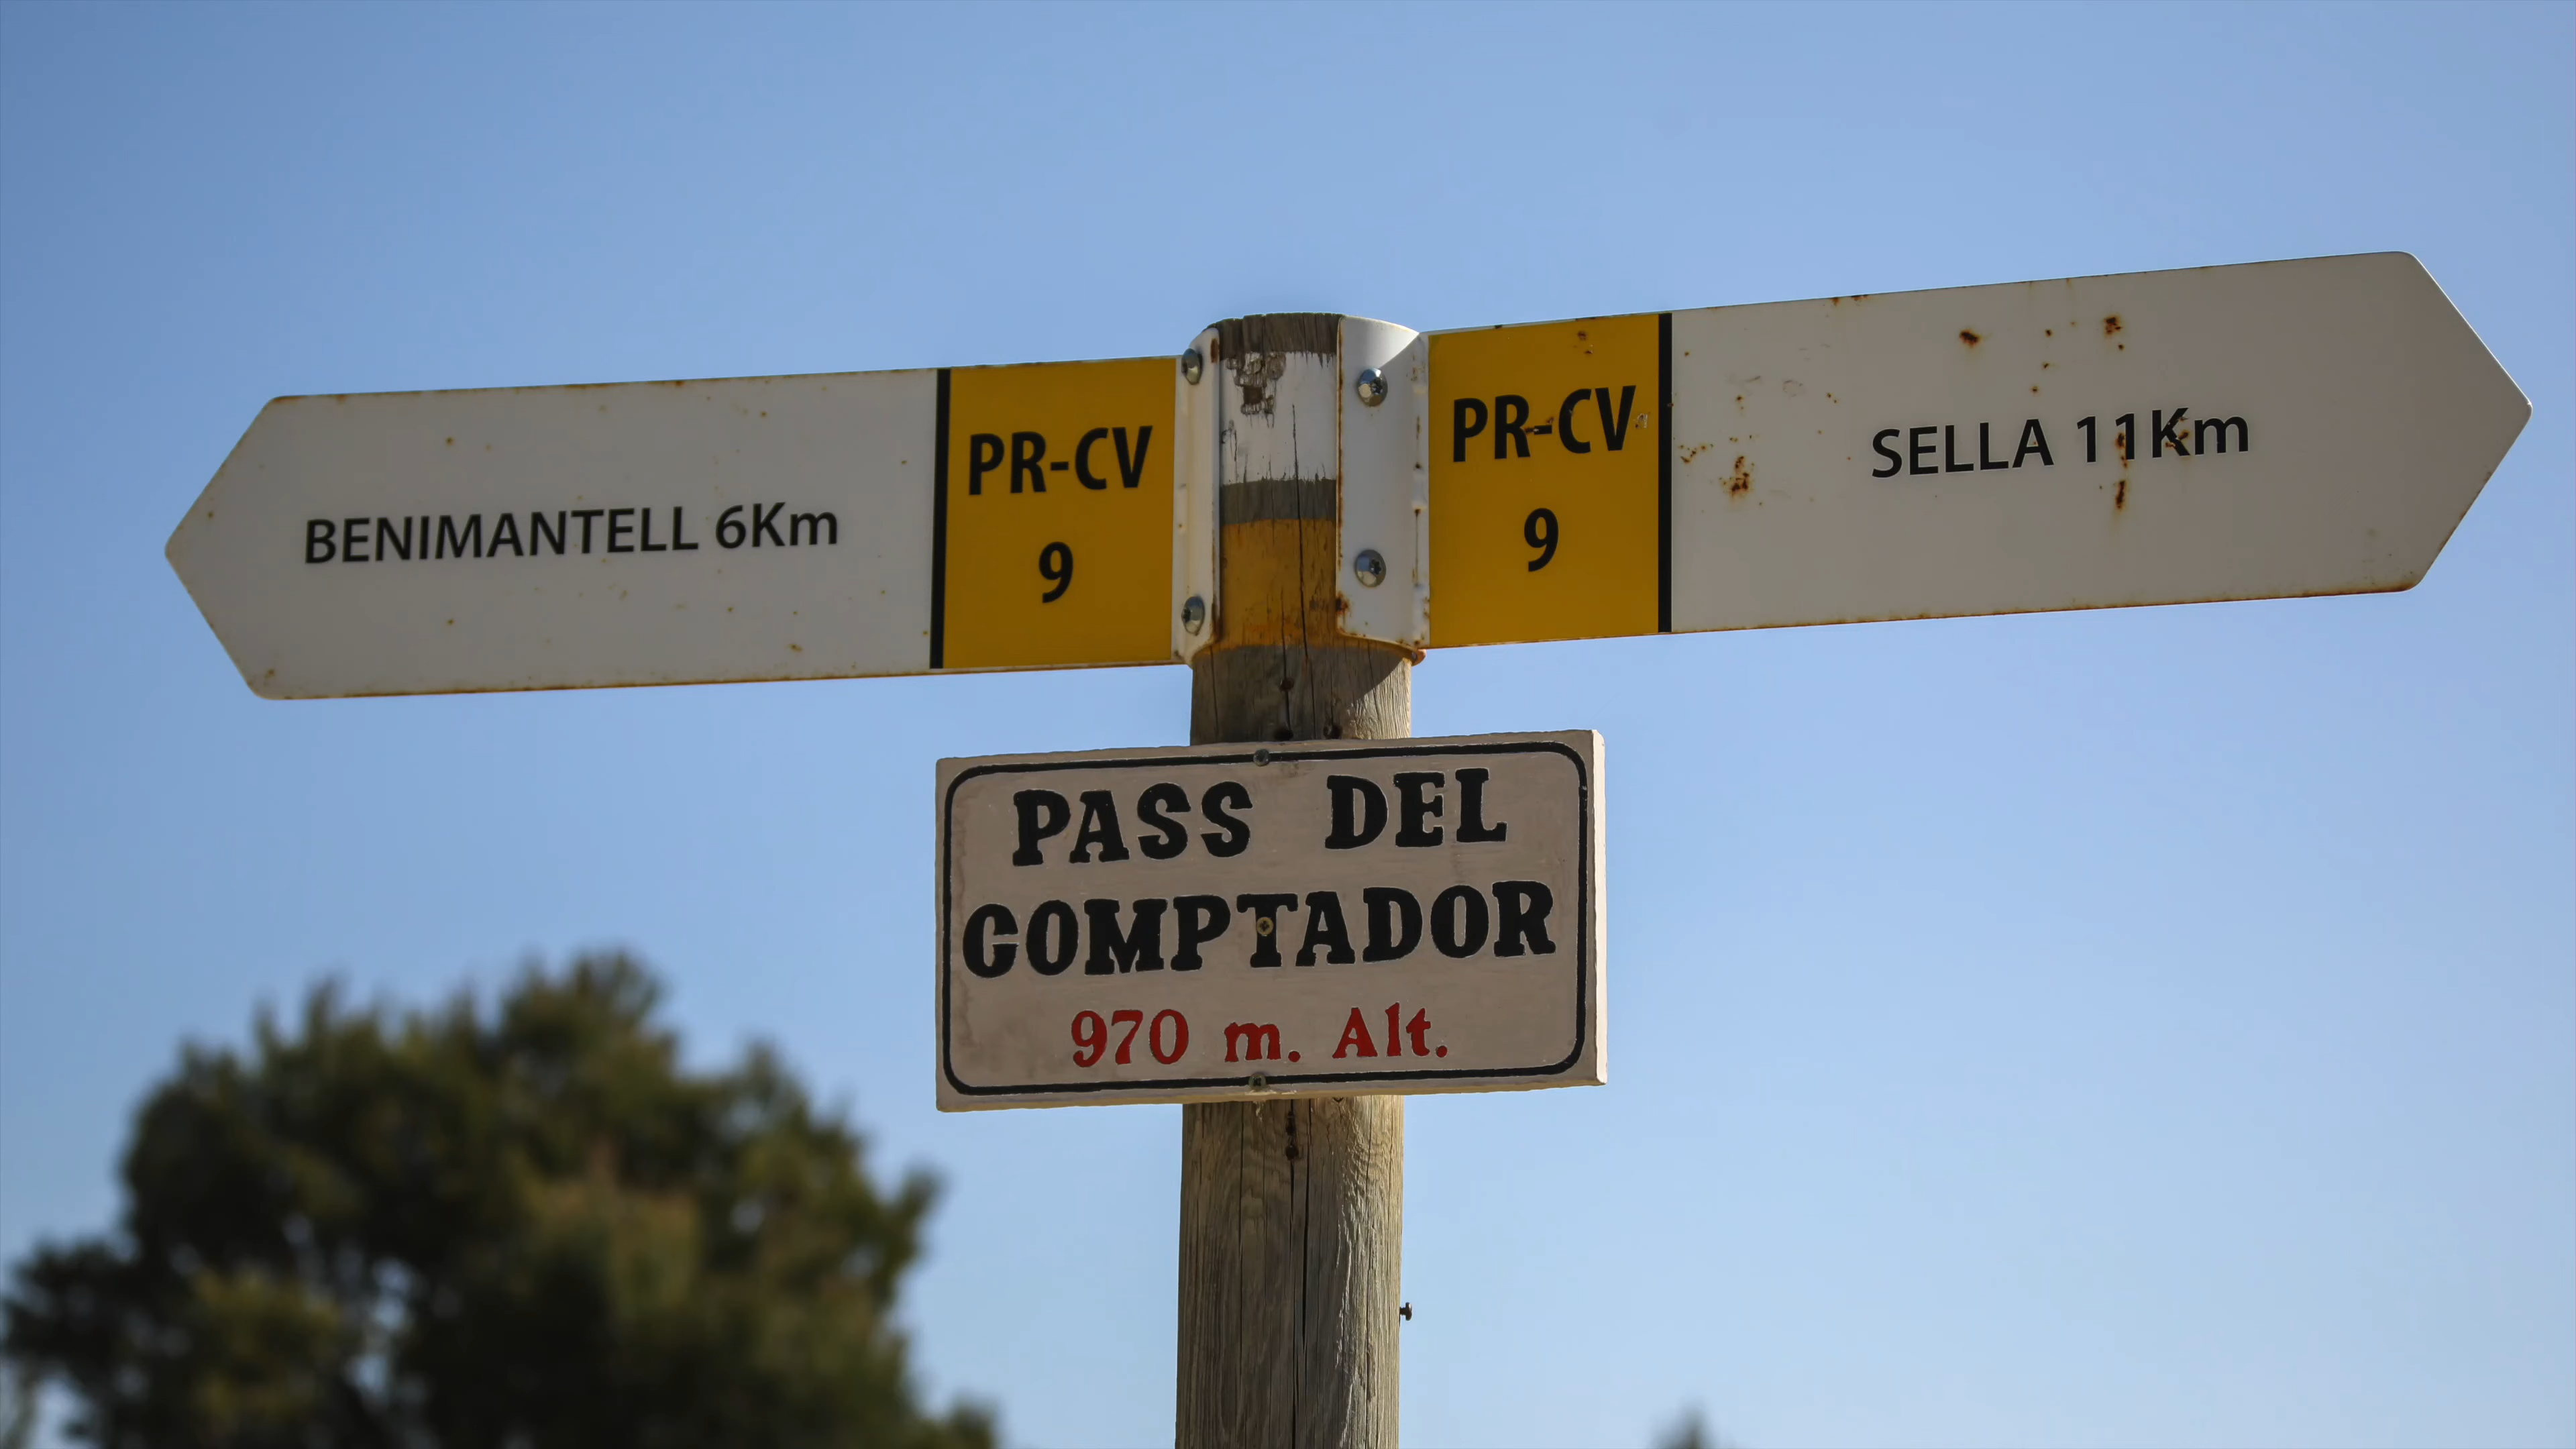 BENIMANTELL 6Km
PR-CV
9
PR-CV
9
SELLA 11Km
PASS DEL
COMPTADOR
970 m. Alt.